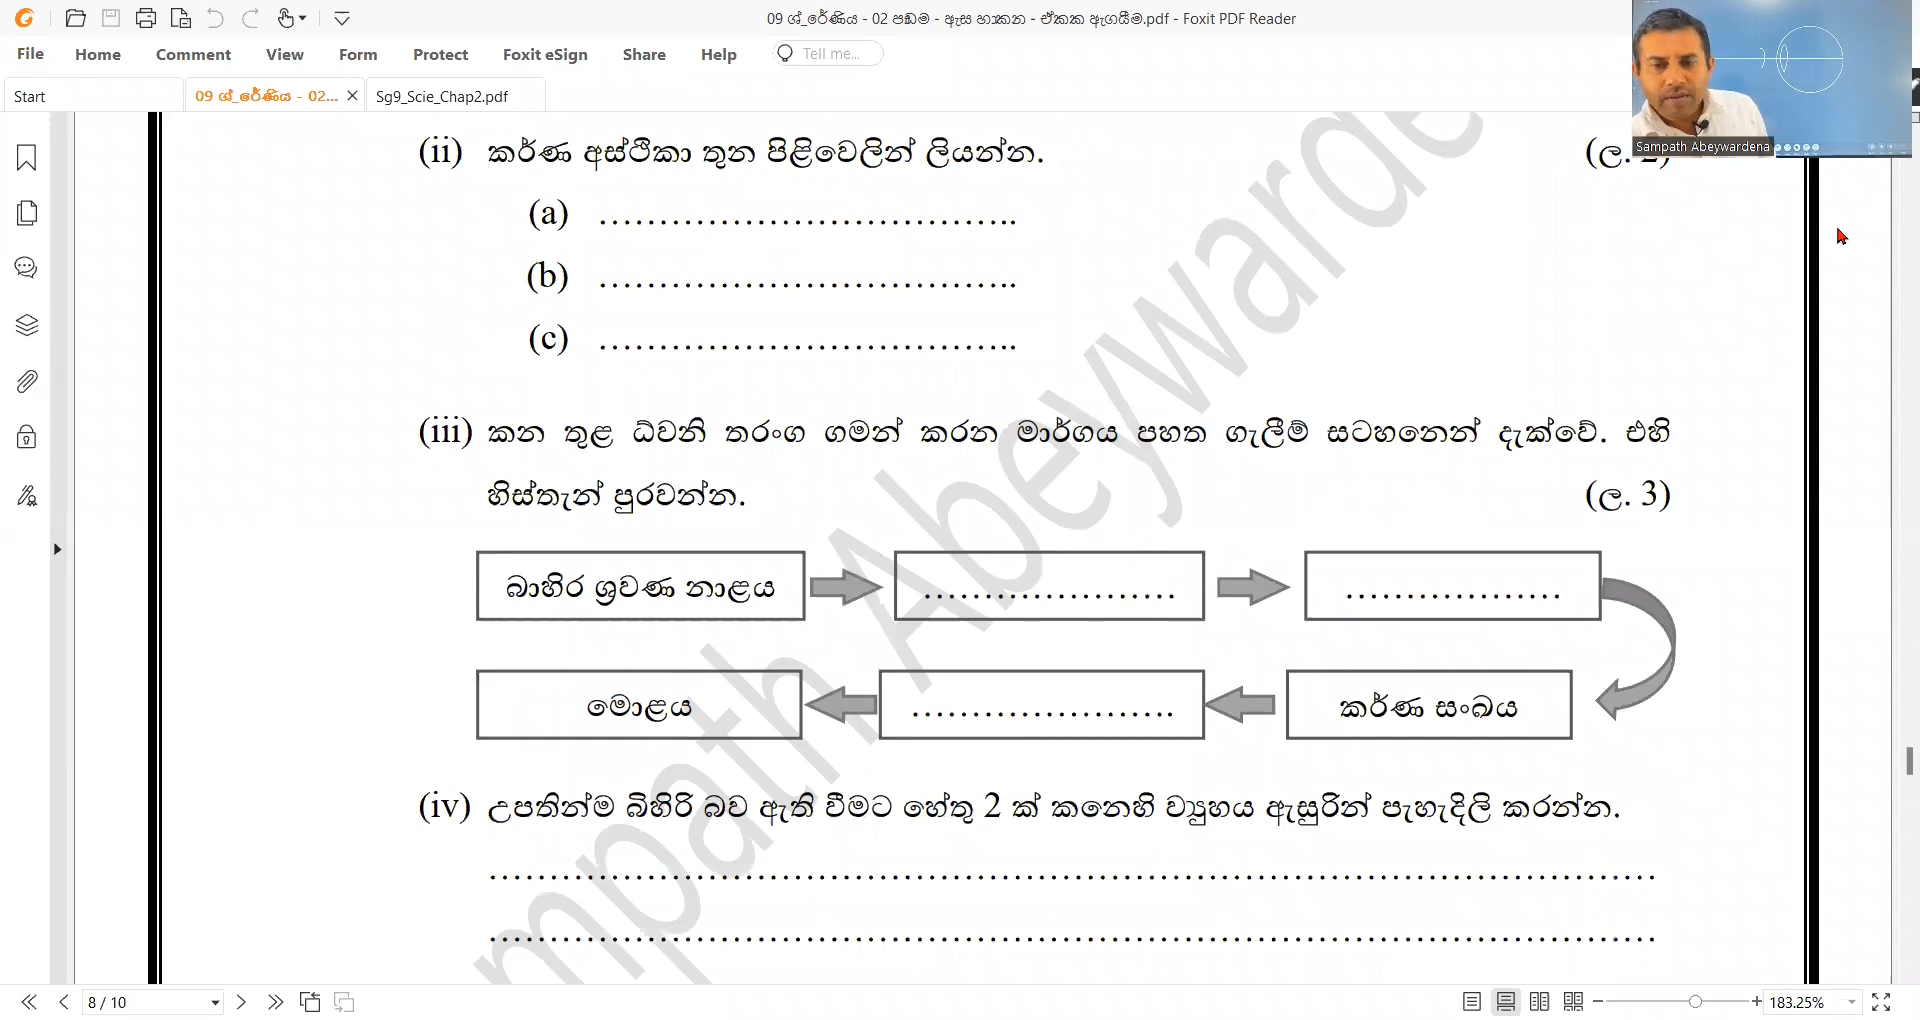 09 ශ්‍රේණිය - 02 පාඩම - ඇස හා කන - ඒකක ඇගයීම.pdf - Foxit PDF Reader
File Home Comment View Form Protect Foxit eSign Share Help Tell me...
Start 09 ශ්‍රේණිය - 02... Sg9_Scie_Chap2.pdf
Sampath Abeywardena
(ii) කර්ණ අස්ථිකා තුන පිළිවෙලින් ලියන්න. (ල. 2)
(a) ......................................
(b) ......................................
(c) ......................................
(iii) කන තුළ ධ්වනි තරංග ගමන් කරන මාර්ගය පහත ගැලීම් සටහනෙන් දැක්වේ. එහි
හිස්තැන් පුරවන්න. (ල. 3)
බාහිර ශ්‍රවණ නාළය ..................... ..................
මොළය ...................... කර්ණ සංඛය
(iv) උපතින්ම බිහිරි බව ඇති වීමට හේතු 2 ක් කනෙහි ව්‍යුහය ඇසුරින් පැහැදිලි කරන්න.
................................................................................
................................................................................
mpath Abeywarde
8 / 10 183.25%